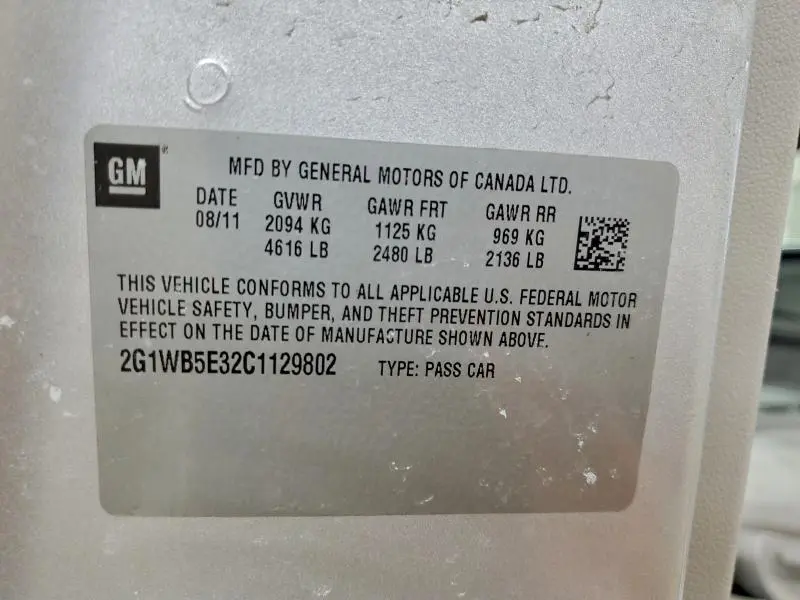 GM®
MFD BY GENERAL MOTORS OF CANADA LTD.
DATE GVWR GAWR FRT GAWR RR
08/11 2094 KG 1125 KG 969 KG
4616 LB 2480 LB 2136 LB
THIS VEHICLE CONFORMS TO ALL APPLICABLE U.S. FEDERAL MOTOR
VEHICLE SAFETY, BUMPER, AND THEFT PREVENTION STANDARDS IN
EFFECT ON THE DATE OF MANUFACTURE SHOWN ABOVE.
2G1WB5E32C1129802 TYPE: PASS CAR